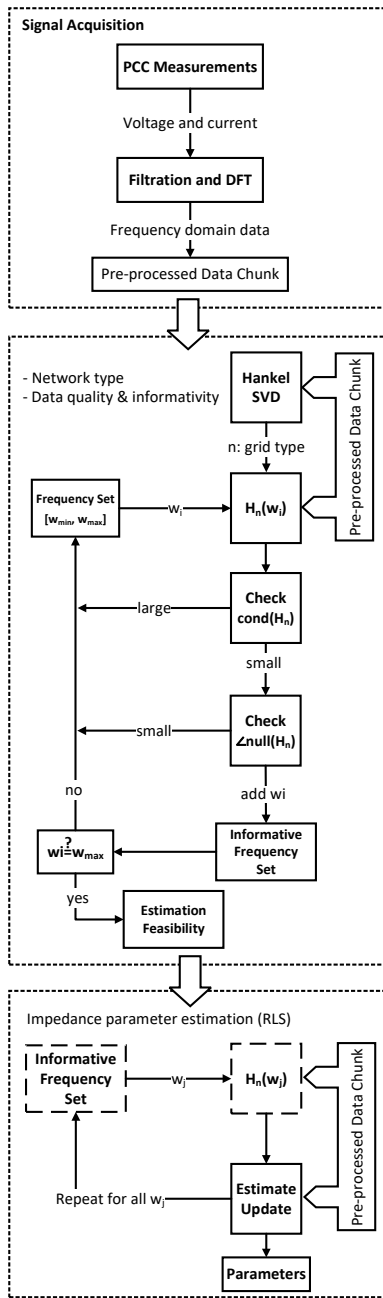 Signal Acquisition
PCC Measurements
Voltage and current
Filtration and DFT
Frequency domain data
Pre-processed Data Chunk
- Network type
- Data quality & informativity
Hankel
SVD
Pre-processed Data Chunk
n: grid type
Frequency Set
[wmin, wmax]
wi
Hn(wi)
Check
cond(Hn)
large
small
Check
∠null(Hn)
small
add wi
no
Informative
Frequency
Set
wi=?wmax
yes
Estimation
Feasibility
Impedance parameter estimation (RLS)
Informative
Frequency
Set
wj
Hn(wj)
Pre-processed Data Chunk
Repeat for all wj
Estimate
Update
Parameters